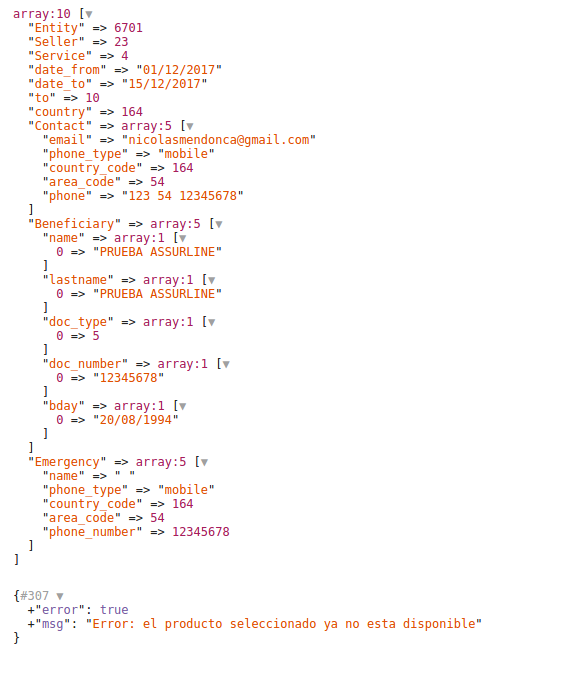 array:10 [▼
  "Entity" => 6701
  "Seller" => 23
  "Service" => 4
  "date_from" => "01/12/2017"
  "date_to" => "15/12/2017"
  "to" => 10
  "country" => 164
  "Contact" => array:5 [▼
    "email" => "nicolasmendonca@gmail.com"
    "phone_type" => "mobile"
    "country_code" => 164
    "area_code" => 54
    "phone" => "123 54 12345678"
  ]
  "Beneficiary" => array:5 [▼
    "name" => array:1 [▼
      0 => "PRUEBA ASSURLINE"
    ]
    "lastname" => array:1 [▼
      0 => "PRUEBA ASSURLINE"
    ]
    "doc_type" => array:1 [▼
      0 => 5
    ]
    "doc_number" => array:1 [▼
      0 => "12345678"
    ]
    "bday" => array:1 [▼
      0 => "20/08/1994"
    ]
  ]
  "Emergency" => array:5 [▼
    "name" => " "
    "phone_type" => "mobile"
    "country_code" => 164
    "area_code" => 54
    "phone_number" => 12345678
  ]
]
{#307 ▼
  +"error": true
  +"msg": "Error: el producto seleccionado ya no esta disponible"
}